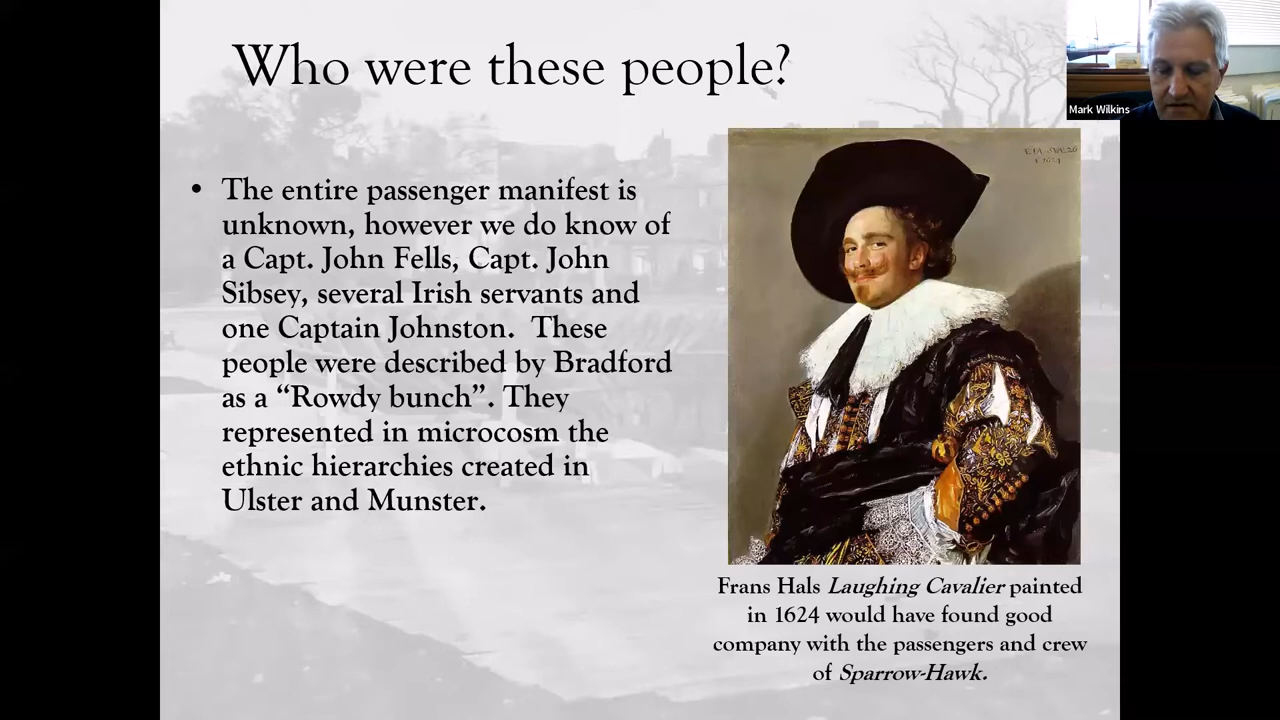 Who were these people?
Mark Wilkins
• The entire passenger manifest is
unknown, however we do know of
a Capt. John Fells, Capt. John
Sibsey, several Irish servants and
one Captain Johnston.  These
people were described by Bradford
as a “Rowdy bunch”. They
represented in microcosm the
ethnic hierarchies created in
Ulster and Munster.
Frans Hals Laughing Cavalier painted
in 1624 would have found good
company with the passengers and crew
of Sparrow-Hawk.